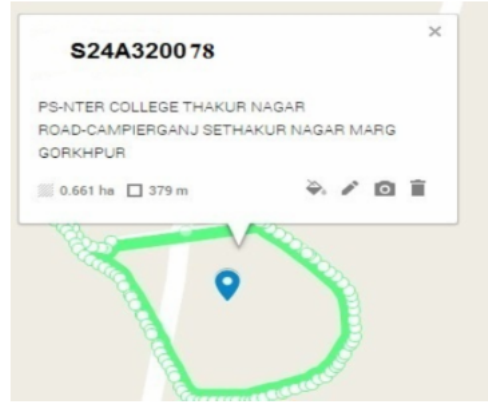 S24A320078
PS-NTER COLLEGE THAKUR NAGAR
ROAD-CAMPIERGANJ SETHAKUR NAGAR MARG
GORKHPUR
0.661 ha 379 m